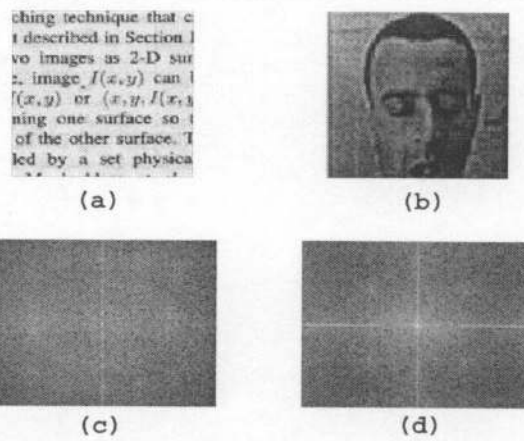 ching technique that c
t described in Section
vo images as 2-D sur
e, image I(x,y) can
I(x,y) or (x,y,I(x,y
ning one surface so t
of the other surface. T
led by a set physica
(a)
(b)
(c)
(d)